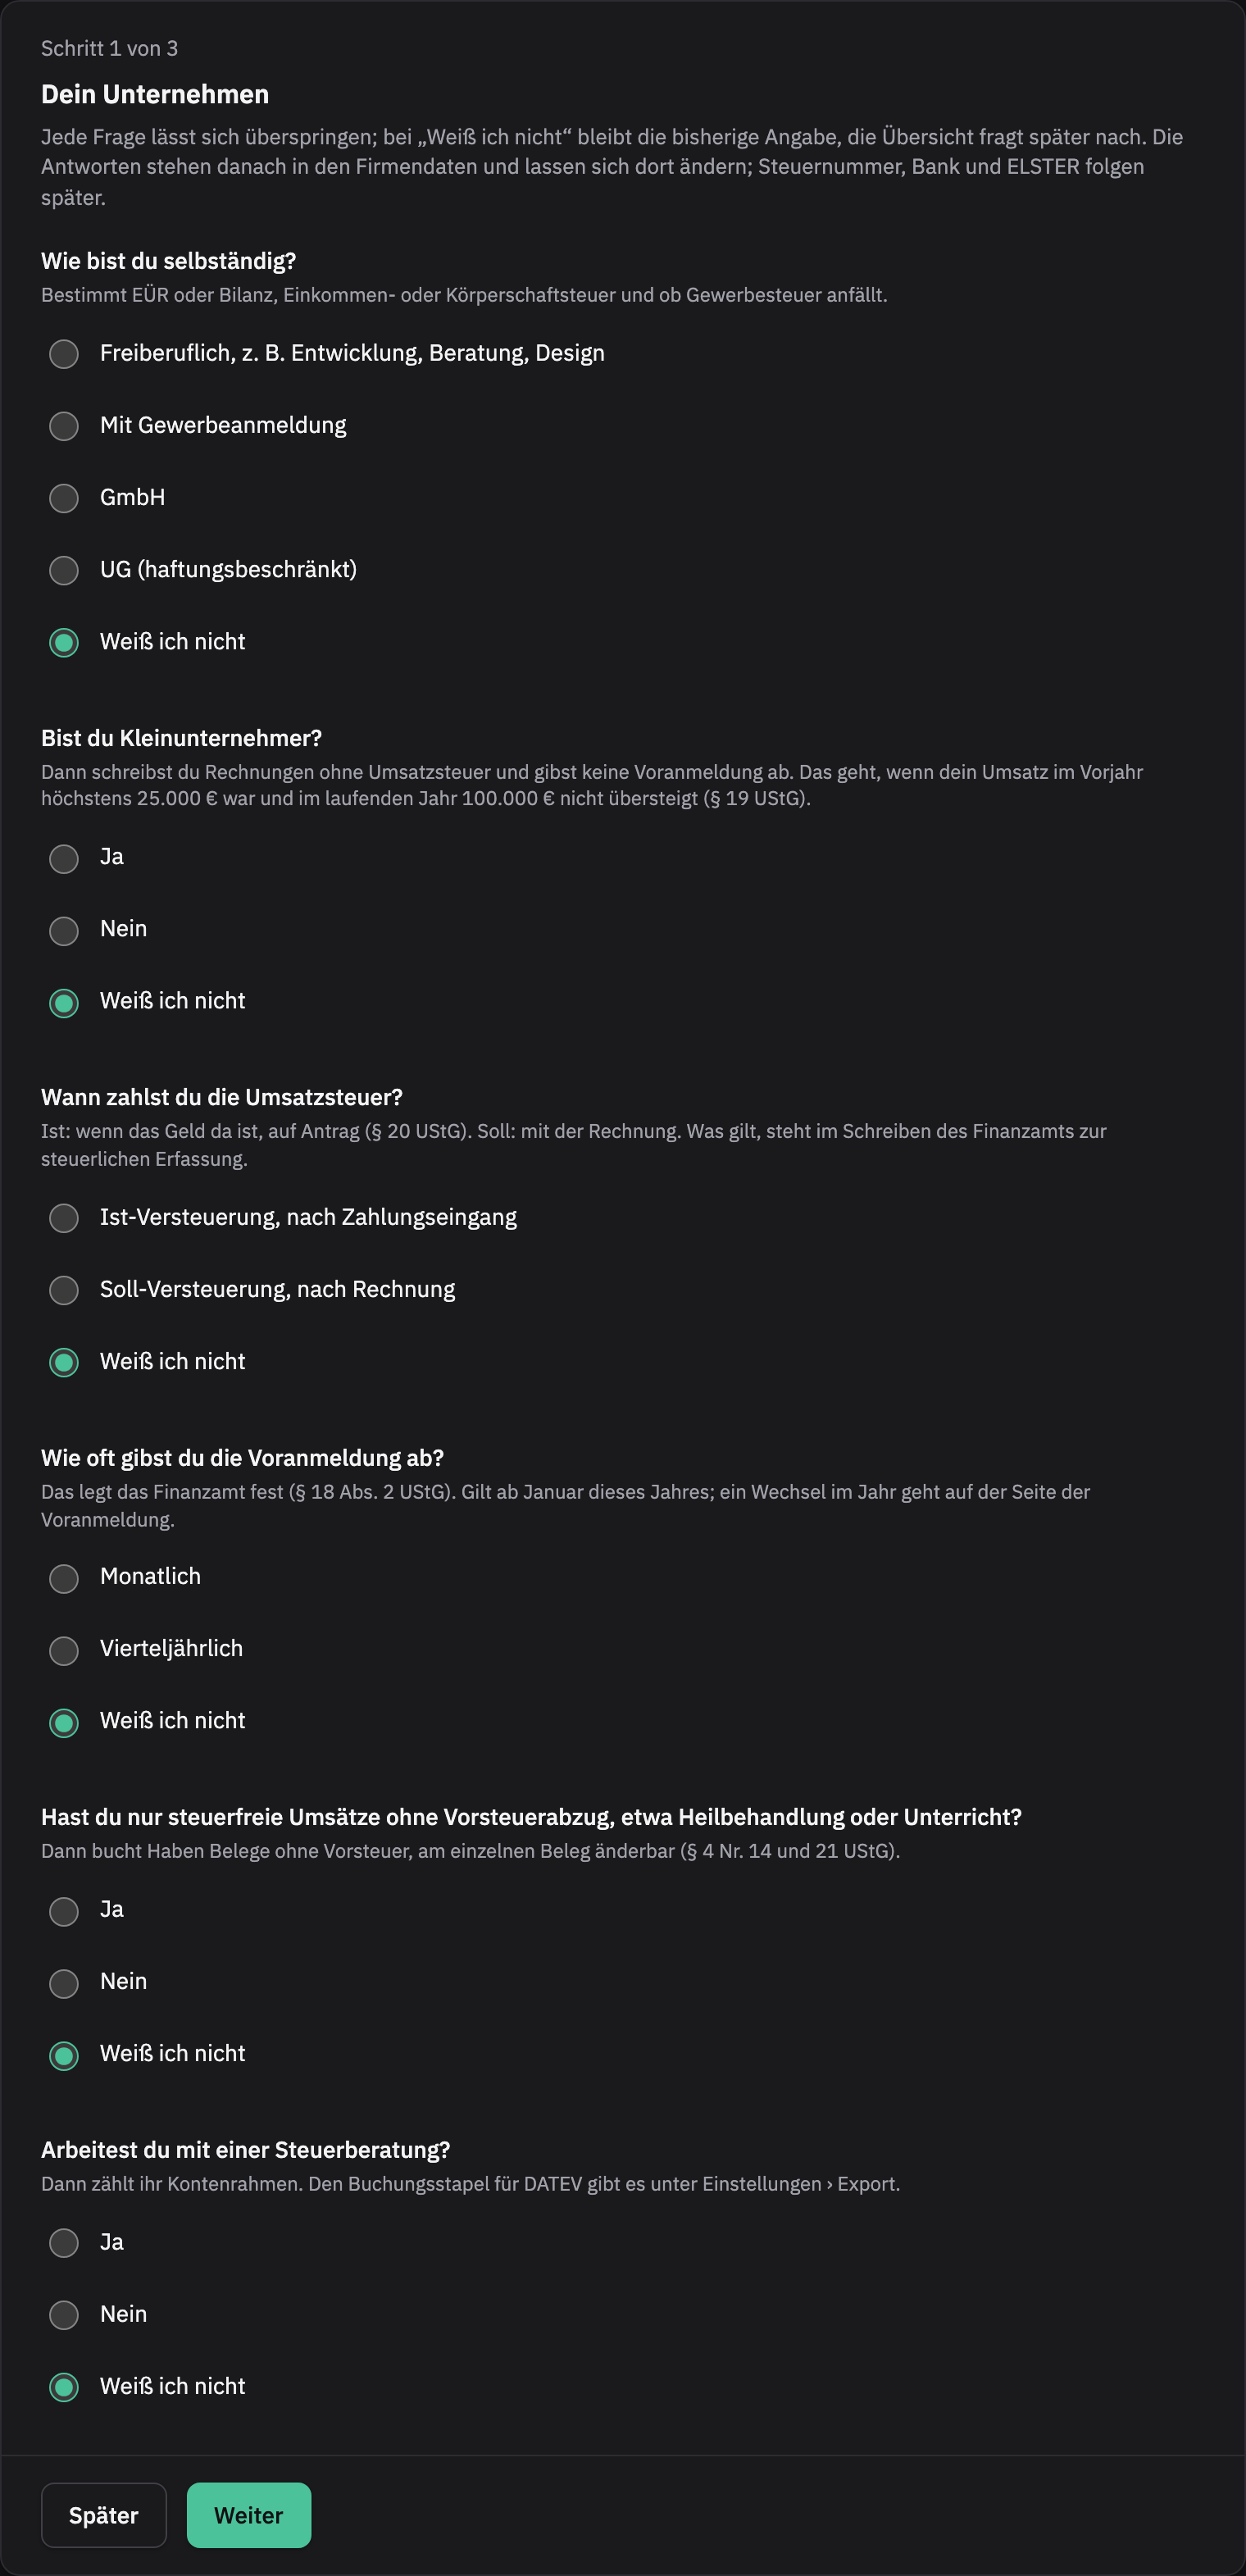 Schritt 1 von 3
Dein Unternehmen
Jede Frage lässt sich überspringen; bei „Weiß ich nicht“ bleibt die bisherige Angabe, die Übersicht fragt später nach. Die
Antworten stehen danach in den Firmendaten und lassen sich dort ändern; Steuernummer, Bank und ELSTER folgen
später.
Wie bist du selbständig?
Bestimmt EÜR oder Bilanz, Einkommen- oder Körperschaftsteuer und ob Gewerbesteuer anfällt.
Freiberuflich, z. B. Entwicklung, Beratung, Design
Mit Gewerbeanmeldung
GmbH
UG (haftungsbeschränkt)
Weiß ich nicht
Bist du Kleinunternehmer?
Dann schreibst du Rechnungen ohne Umsatzsteuer und gibst keine Voranmeldung ab. Das geht, wenn dein Umsatz im Vorjahr
höchstens 25.000 € war und im laufenden Jahr 100.000 € nicht übersteigt (§ 19 UStG).
Ja
Nein
Weiß ich nicht
Wann zahlst du die Umsatzsteuer?
Ist: wenn das Geld da ist, auf Antrag (§ 20 UStG). Soll: mit der Rechnung. Was gilt, steht im Schreiben des Finanzamts zur
steuerlichen Erfassung.
Ist-Versteuerung, nach Zahlungseingang
Soll-Versteuerung, nach Rechnung
Weiß ich nicht
Wie oft gibst du die Voranmeldung ab?
Das legt das Finanzamt fest (§ 18 Abs. 2 UStG). Gilt ab Januar dieses Jahres; ein Wechsel im Jahr geht auf der Seite der
Voranmeldung.
Monatlich
Vierteljährlich
Weiß ich nicht
Hast du nur steuerfreie Umsätze ohne Vorsteuerabzug, etwa Heilbehandlung oder Unterricht?
Dann bucht Haben Belege ohne Vorsteuer, am einzelnen Beleg änderbar (§ 4 Nr. 14 und 21 UStG).
Ja
Nein
Weiß ich nicht
Arbeitest du mit einer Steuerberatung?
Dann zählt ihr Kontenrahmen. Den Buchungsstapel für DATEV gibt es unter Einstellungen › Export.
Ja
Nein
Weiß ich nicht
Später
Weiter